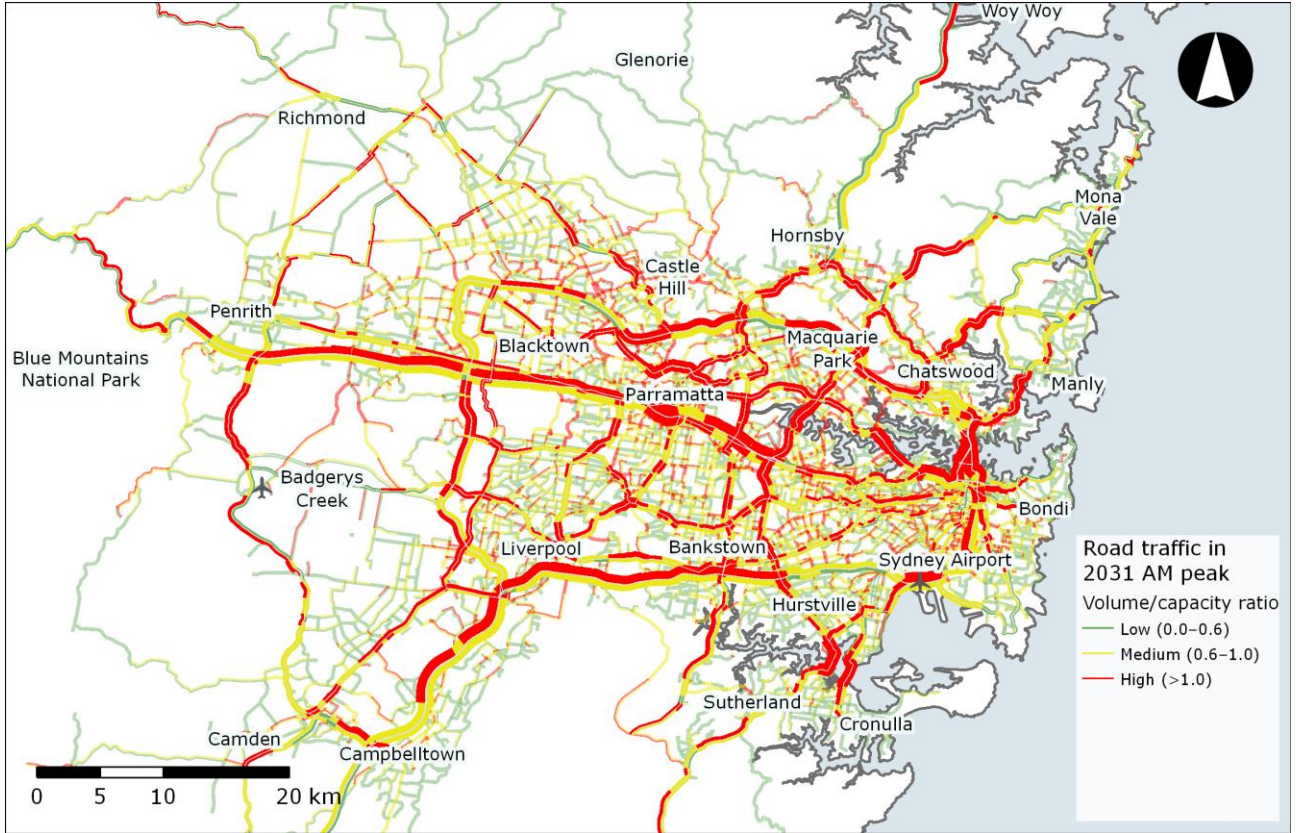 Woy Woy
Glenorie
Richmond
Mona
Vale
Hornsby
Castle
Hill
Penrith
Blacktown
Macquarie
Park
Blue Mountains
National Park
Chatswood
Manly
Parramatta
Badgerys
Creek
Bondi
Liverpool
Bankstown
Sydney Airport
Hurstville
Sutherland
Cronulla
Camden
Campbelltown
0 5 10 20 km
Road traffic in
2031 AM peak
Volume/capacity ratio
Low (0.0–0.6)
Medium (0.6–1.0)
High (>1.0)